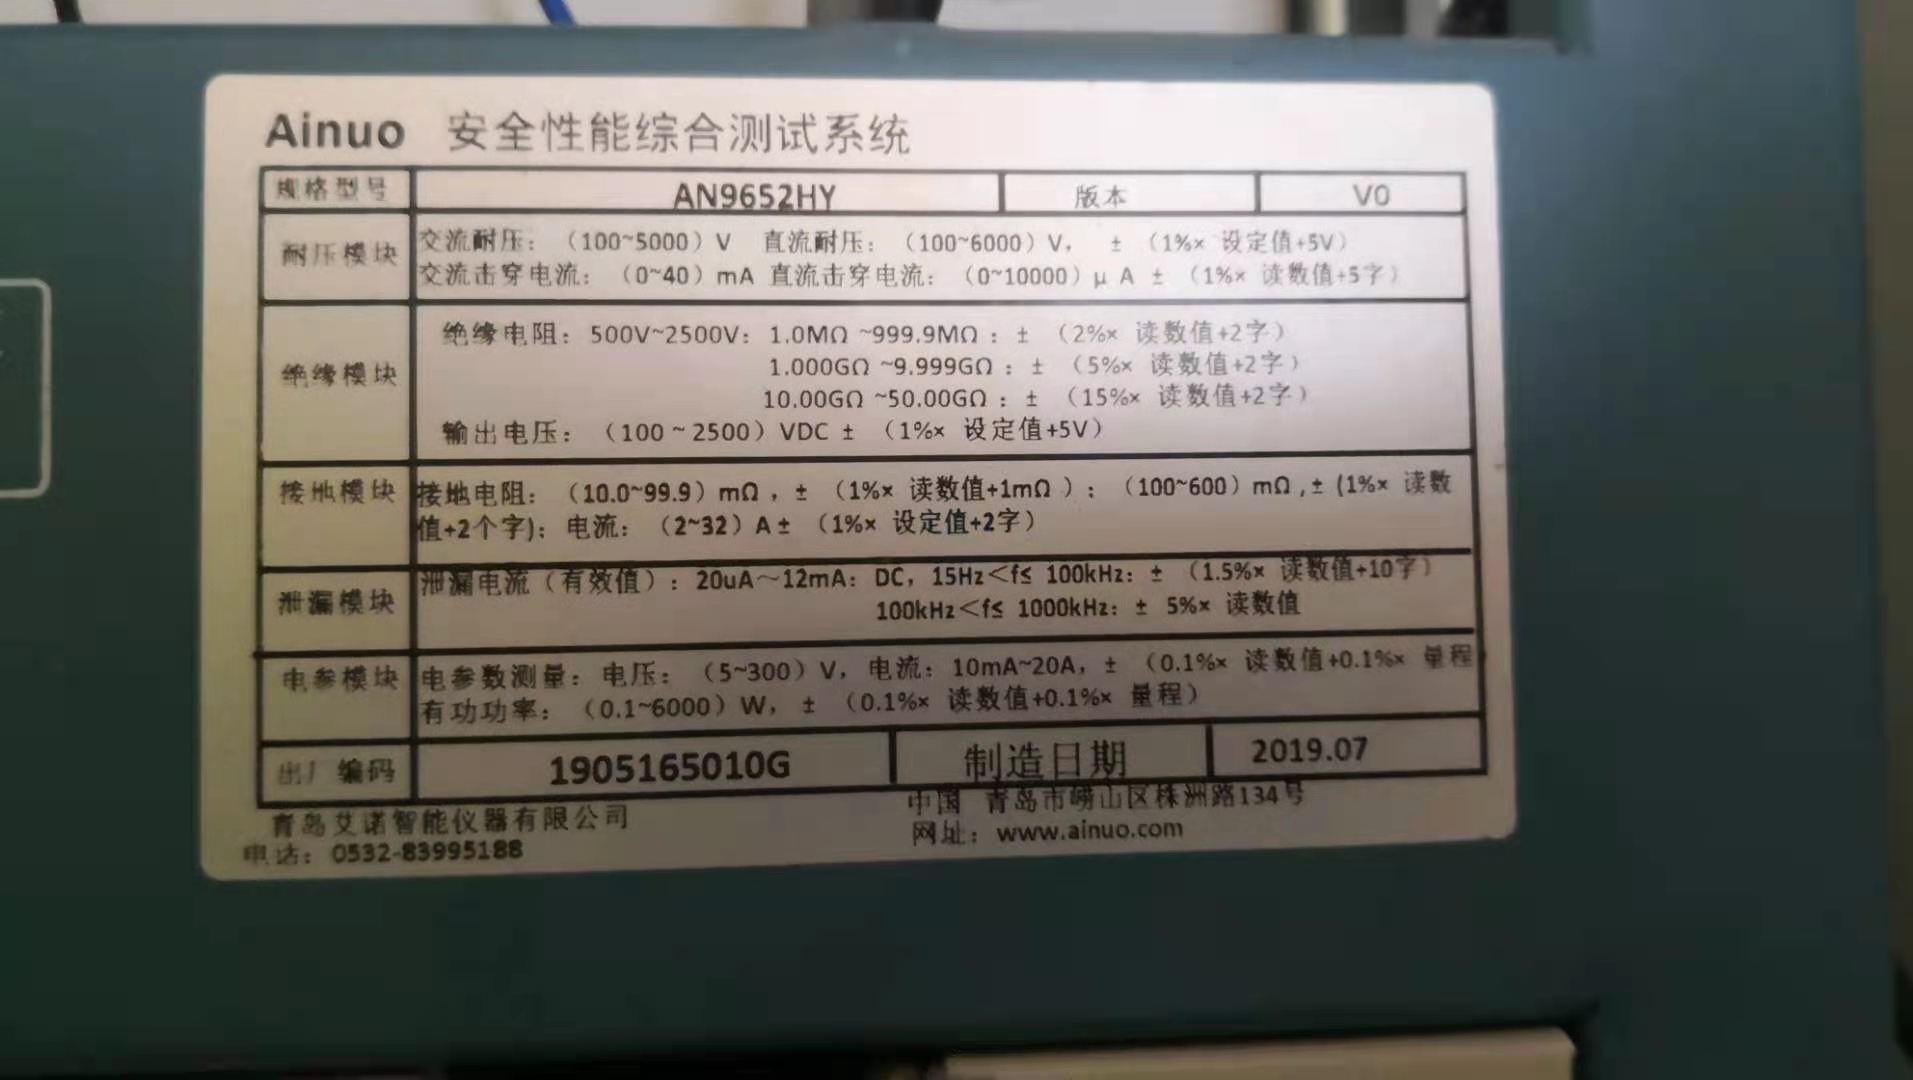 Ainuo 安全性能综合测试系统
规格型号 AN9652HY 版本 V0
耐压模块 交流耐压：（100~5000）V 直流耐压：（100~6000）V， ± （1%× 设定值+5V）
交流击穿电流：（0~40）mA 直流击穿电流：（0~10000）μA ± （1%× 读数值+5字）
绝缘模块 绝缘电阻：500V~2500V：1.0MΩ ~999.9MΩ：± （2%× 读数值+2字）
1.000GΩ ~9.999GΩ：± （5%× 读数值+2字）
10.00GΩ ~50.00GΩ：± （15%× 读数值+2字）
输出电压：（100 ~ 2500）VDC ± （1%× 设定值+5V）
接地模块 接地电阻：（10.0~99.9）mΩ，± （1%× 读数值+1mΩ）；（100~600）mΩ,± (1%× 读数
值+2个字)；电流：（2~32）A ± （1%× 设定值+2字）
泄漏模块 泄漏电流（有效值）：20uA～12mA：DC，15Hz＜f≤ 100kHz：± （1.5%× 读数值+10字）
100kHz＜f≤ 1000kHz：± 5%× 读数值
电参模块 电参数测量：电压：（5~300）V，电流：10mA~20A，± （0.1%× 读数值+0.1%× 量程
有功功率：（0.1~6000）W， ± （0.1%× 读数值+0.1%× 量程）
出厂编码 1905165010G 制造日期 2019.07
青岛艾诺智能仪器有限公司 中国 青岛市崂山区株洲路134号
电话：0532-83995188 网址：www.ainuo.com